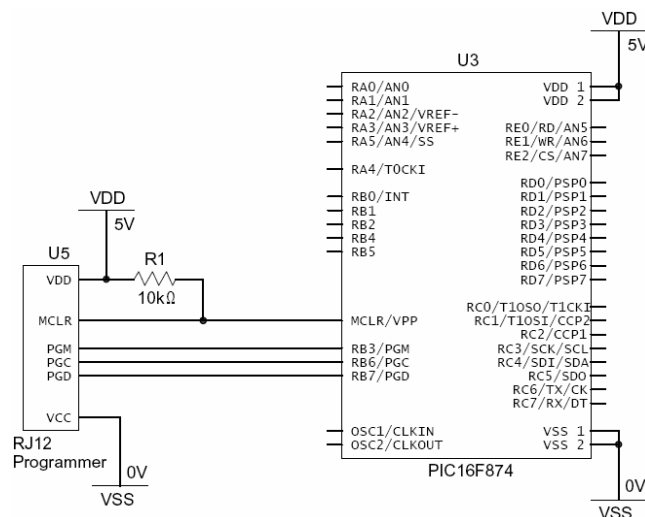 VDD
5V
U3
RA0/AN0
RA1/AN1
RA2/AN2/VREF-
RA3/AN3/VREF+
RA5/AN4/SS
RA4/T0CKI
RB0/INT
RB1
RB2
RB4
RB5
MCLR/VPP
RB3/PGM
RB6/PGC
RB7/PGD
OSC1/CLKIN
OSC2/CLKOUT
VDD 1
VDD 2
RE0/RD/AN5
RE1/WR/AN6
RE2/CS/AN7
RD0/PSP0
RD1/PSP1
RD2/PSP2
RD3/PSP3
RD4/PSP4
RD5/PSP5
RD6/PSP6
RD7/PSP7
RC0/T1OSO/T1CKI
RC1/T1OSI/CCP2
RC2/CCP1
RC3/SCK/SCL
RC4/SDI/SDA
RC5/SDO
RC6/TX/CK
RC7/RX/DT
VSS 1
VSS 2
PIC16F874
0V
VSS
VDD
5V
U5
R1
10kΩ
VDD
MCLR
PGM
PGC
PGD
VCC
RJ12
Programmer
0V
VSS